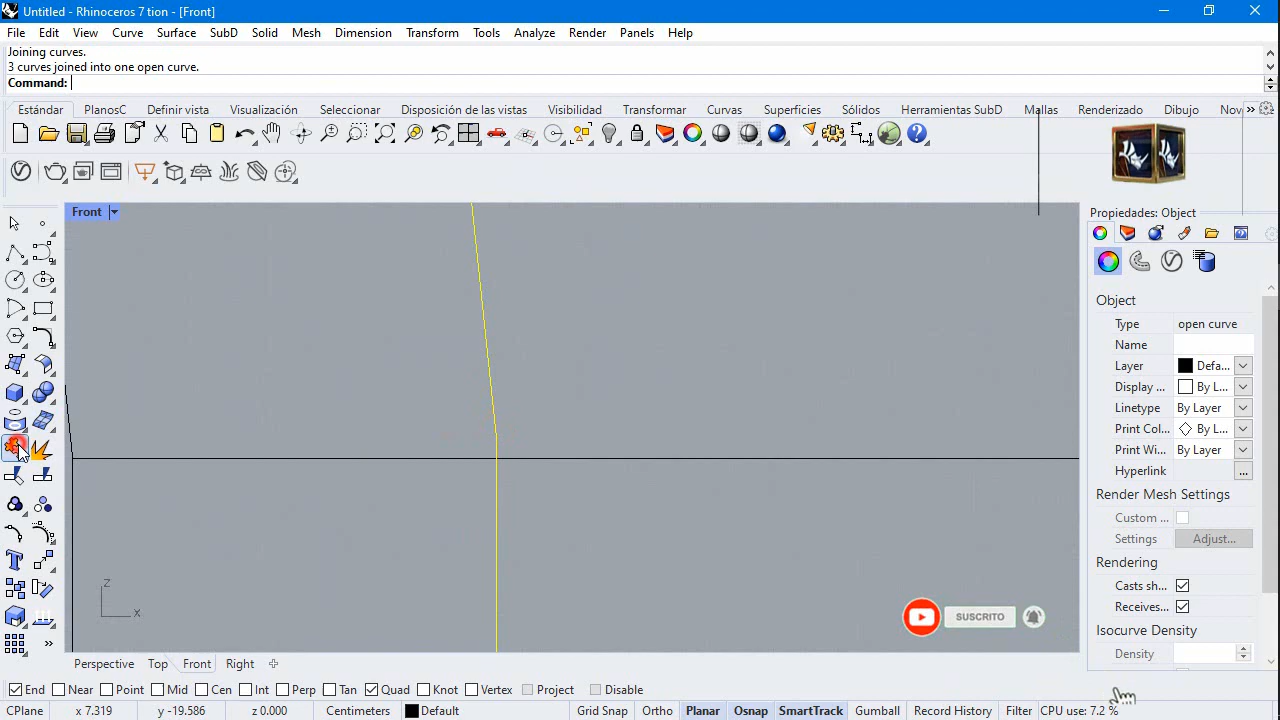 Untitled - Rhinoceros 7 tion - [Front]
File Edit View Curve Surface SubD Solid Mesh Dimension Transform Tools Analyze Render Panels Help
Joining curves.
3 curves joined into one open curve.
Command:
Estándar PlanosC Definir vista Visualización Seleccionar Disposición de las vistas Visibilidad Transformar Curvas Superficies Sólidos Herramientas SubD Mallas Renderizado Dibujo Nov »
Front
Propiedades: Object
Object
Type open curve
Name
Layer Defa...
Display ... By L...
Linetype By Layer
Print Col... By L...
Print Wi... By Layer
Hyperlink ...
Render Mesh Settings
Custom ...
Settings Adjust...
Rendering
Casts sh...
Receives...
Isocurve Density
Density
z
x
SUSCRITO
Perspective Top Front Right
End Near Point Mid Cen Int Perp Tan Quad Knot Vertex Project Disable
CPlane x 7.319 y -19.586 z 0.000 Centimeters Default Grid Snap Ortho Planar Osnap SmartTrack Gumball Record History Filter CPU use: 7.2 %